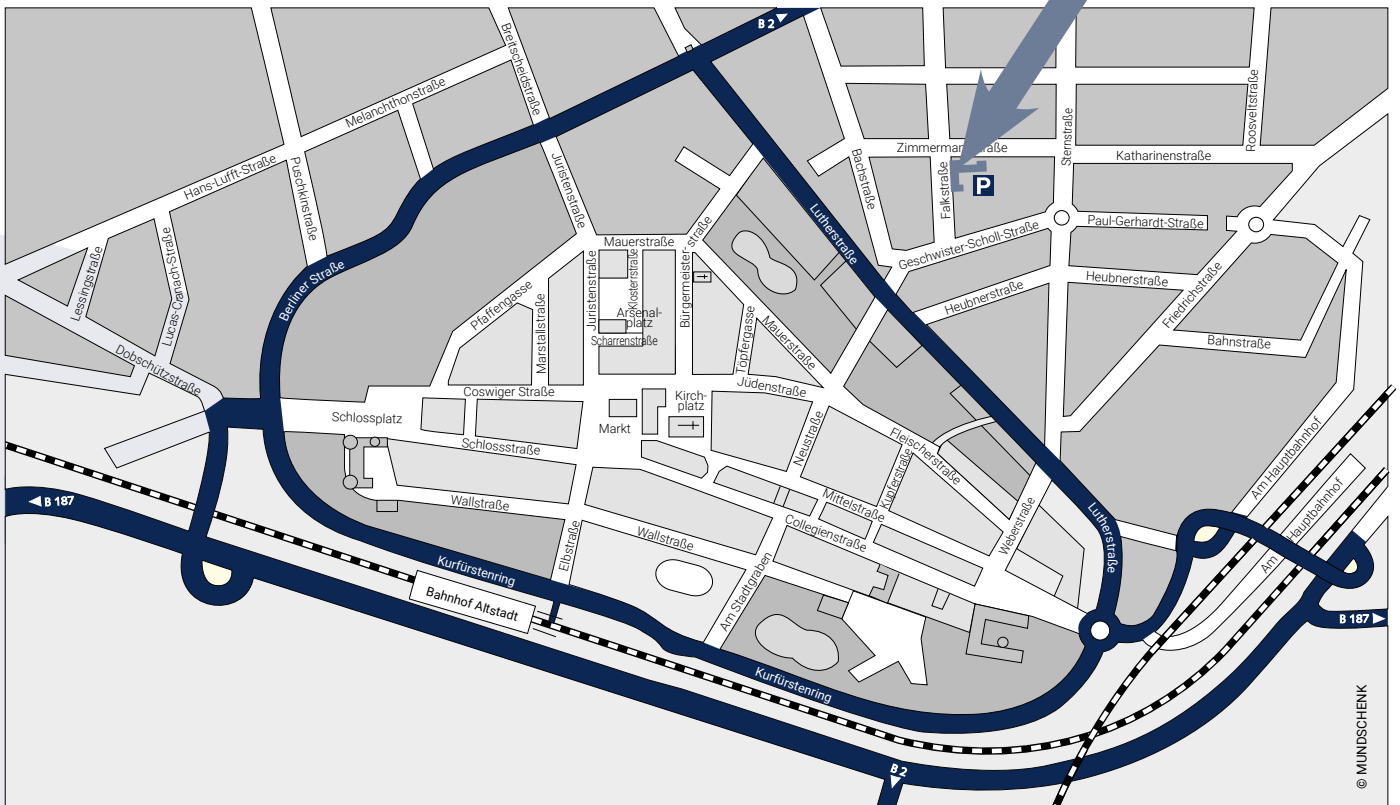 B 2
Breitscheidstraße
Melanchthonstraße
Hans-Lufft-Straße
Puschkinstraße
Juristenstraße
Lutherstraße
Bachstraße
Zimmermannstraße
Falkstraße
P
Sternstraße
Katharinenstraße
Roosveltstraße
Paul-Gerhardt-Straße
Geschwister-Scholl-Straße
Heubnerstraße
Heubnerstraße
Friedrichstraße
Bahnstraße
Lessingstraße
Lucas-Cranach-Straße
Dobschützstraße
Berliner Straße
Pfaffengasse
Marstallstraße
Mauerstraße
Juristenstraße
Klosterstraße
Arsenal-
platz
Scharrenstraße
Bürgermeister-
straße
Töpfergasse
Mauerstraße
Jüdenstraße
Coswiger Straße
Schlossplatz
Kirch-
platz
Markt
Schlossstraße
Neustraße
Fleischerstraße
Kupferstraße
Mittelstraße
Collegienstraße
Wallstraße
Wallstraße
Elbstraße
Am Stadtgraben
Weberstraße
Lutherstraße
Am Hauptbahnhof
Am Hauptbahnhof
B 187
Kurfürstenring
Bahnhof Altstadt
Kurfürstenring
B 187
B 2
© MUNDSCHENK